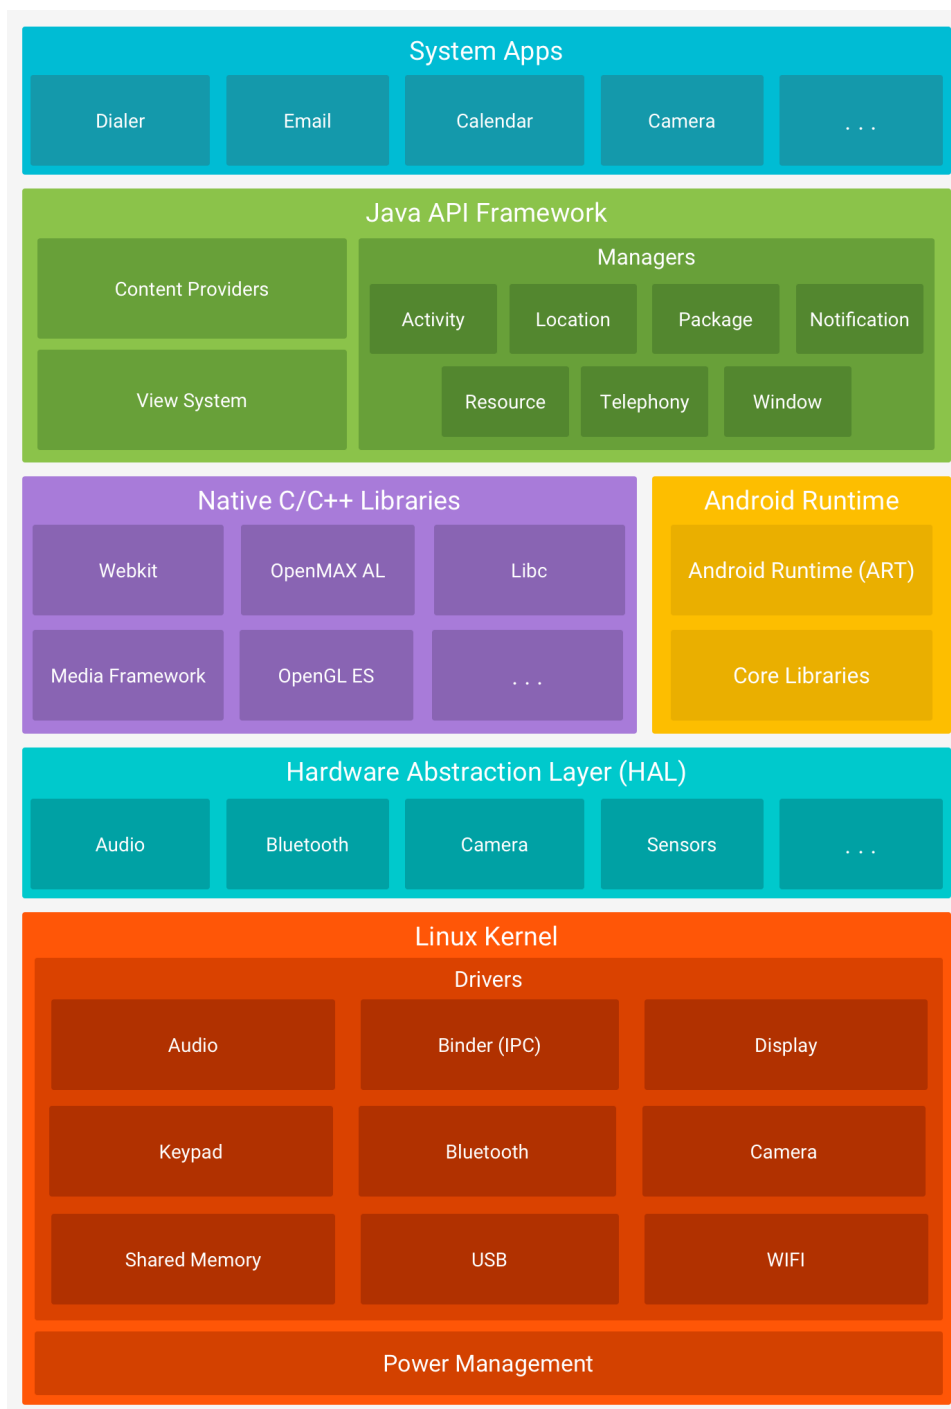 System Apps
Dialer
Email
Calendar
Camera
. . .
Java API Framework
Content Providers
View System
Managers
Activity
Location
Package
Notification
Resource
Telephony
Window
Native C/C++ Libraries
Webkit
OpenMAX AL
Libc
Media Framework
OpenGL ES
. . .
Android Runtime
Android Runtime (ART)
Core Libraries
Hardware Abstraction Layer (HAL)
Audio
Bluetooth
Camera
Sensors
. . .
Linux Kernel
Drivers
Audio
Binder (IPC)
Display
Keypad
Bluetooth
Camera
Shared Memory
USB
WIFI
Power Management